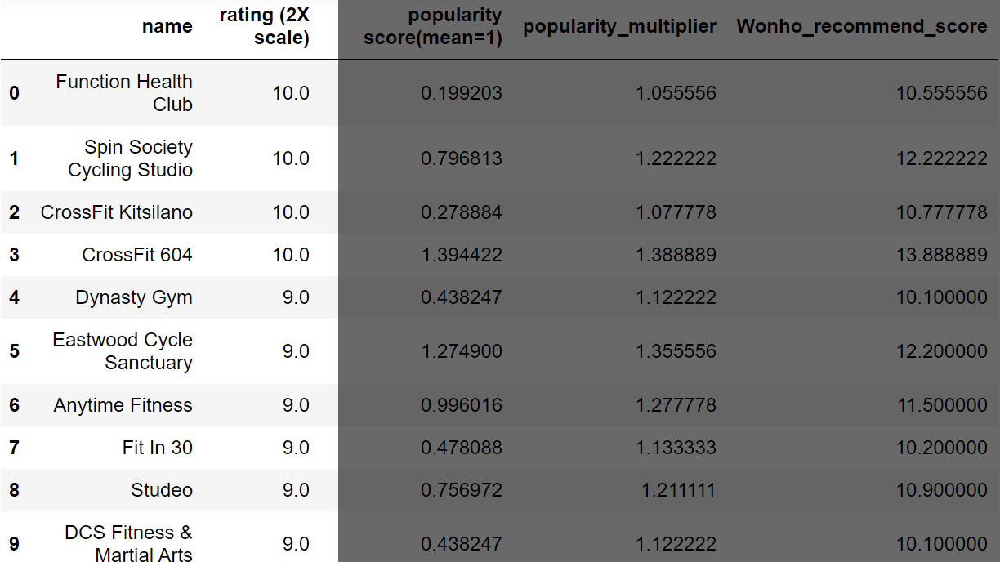 name rating (2X scale) popularity score(mean=1) popularity_multiplier Wonho_recommend_score
0 Function Health Club 10.0 0.199203 1.055556 10.555556
1 Spin Society Cycling Studio 10.0 0.796813 1.222222 12.222222
2 CrossFit Kitsilano 10.0 0.278884 1.077778 10.777778
3 CrossFit 604 10.0 1.394422 1.388889 13.888889
4 Dynasty Gym 9.0 0.438247 1.122222 10.100000
5 Eastwood Cycle Sanctuary 9.0 1.274900 1.355556 12.200000
6 Anytime Fitness 9.0 0.996016 1.277778 11.500000
7 Fit In 30 9.0 0.478088 1.133333 10.200000
8 Studeo 9.0 0.756972 1.211111 10.900000
9 DCS Fitness & Martial Arts 9.0 0.438247 1.122222 10.100000